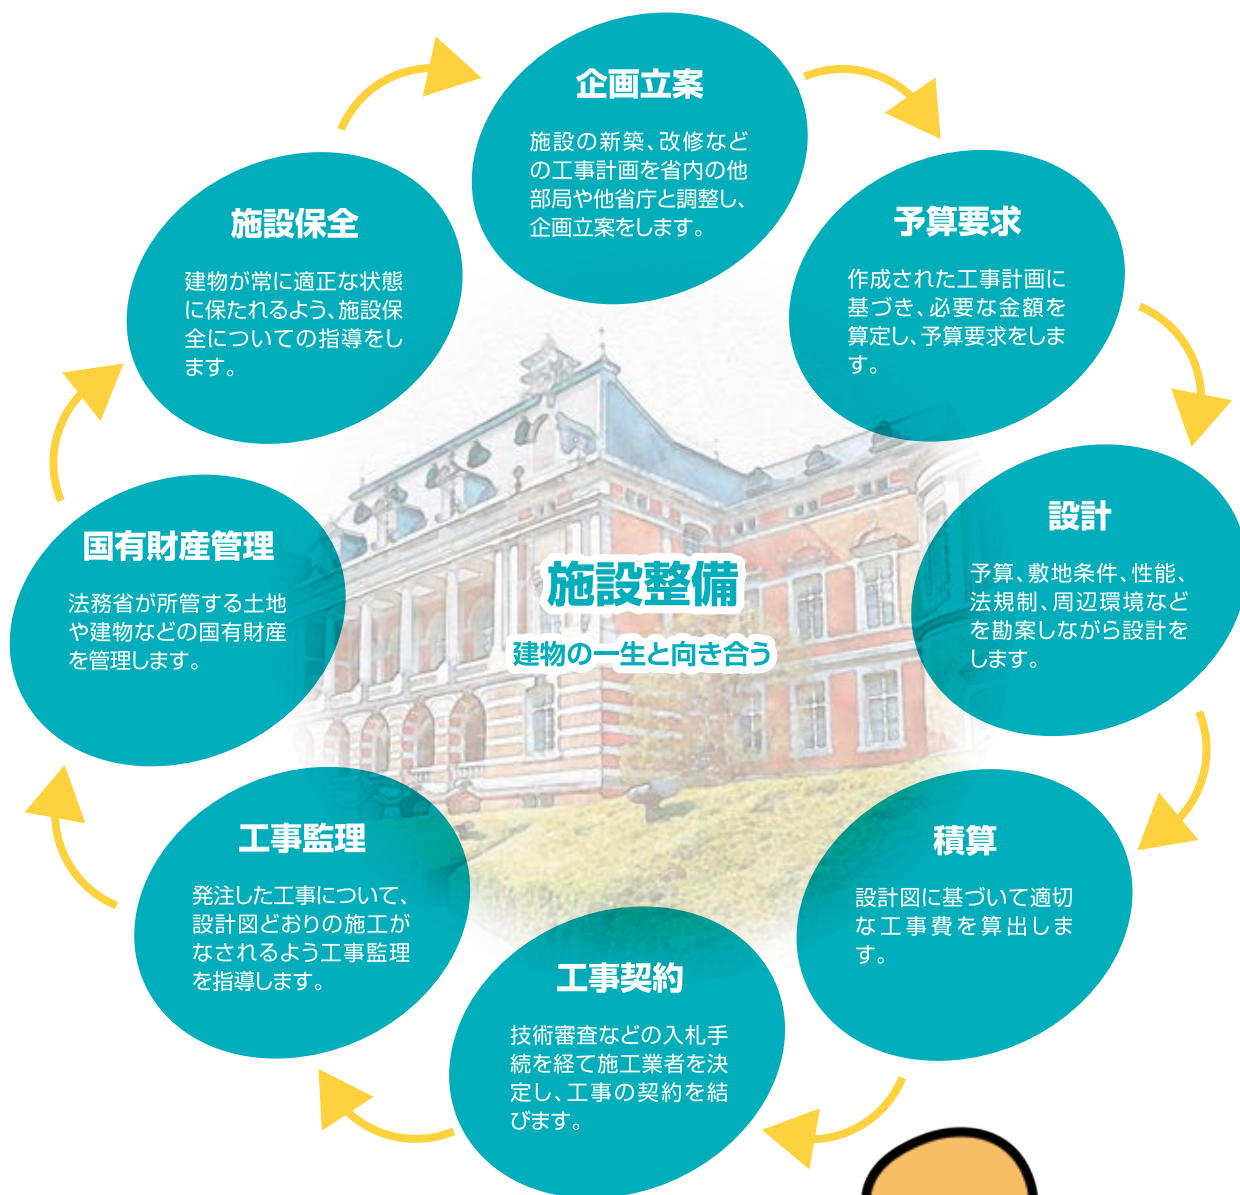 企画立案
施設の新築、改修など
の工事計画を省内の他
部局や他省庁と調整し、
企画立案をします。
予算要求
作成された工事計画に
基づき、必要な金額を
算定し、予算要求をしま
す。
設計
予算、敷地条件、性能、
法規制、周辺環境など
を勘案しながら設計を
します。
積算
設計図に基づいて適切
な工事費を算出しま
す。
工事契約
技術審査などの入札手
続を経て施工業者を決
定し、工事の契約を結
びます。
工事監理
発注した工事について、
設計図どおりの施工が
なされるよう工事監理
を指導します。
国有財産管理
法務省が所管する土地
や建物などの国有財産
を管理します。
施設保全
建物が常に適正な状態
に保たれるよう、施設保
全についての指導をし
ます。
施設整備
建物の一生と向き合う